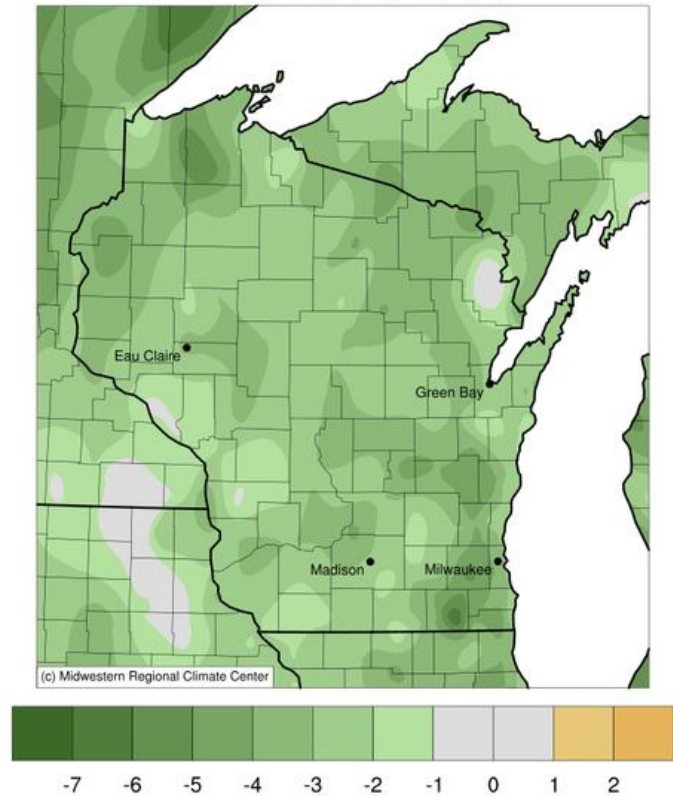 Eau Claire
Green Bay
Madison
Milwaukee
(c) Midwestern Regional Climate Center
-7 -6 -5 -4 -3 -2 -1 0 1 2